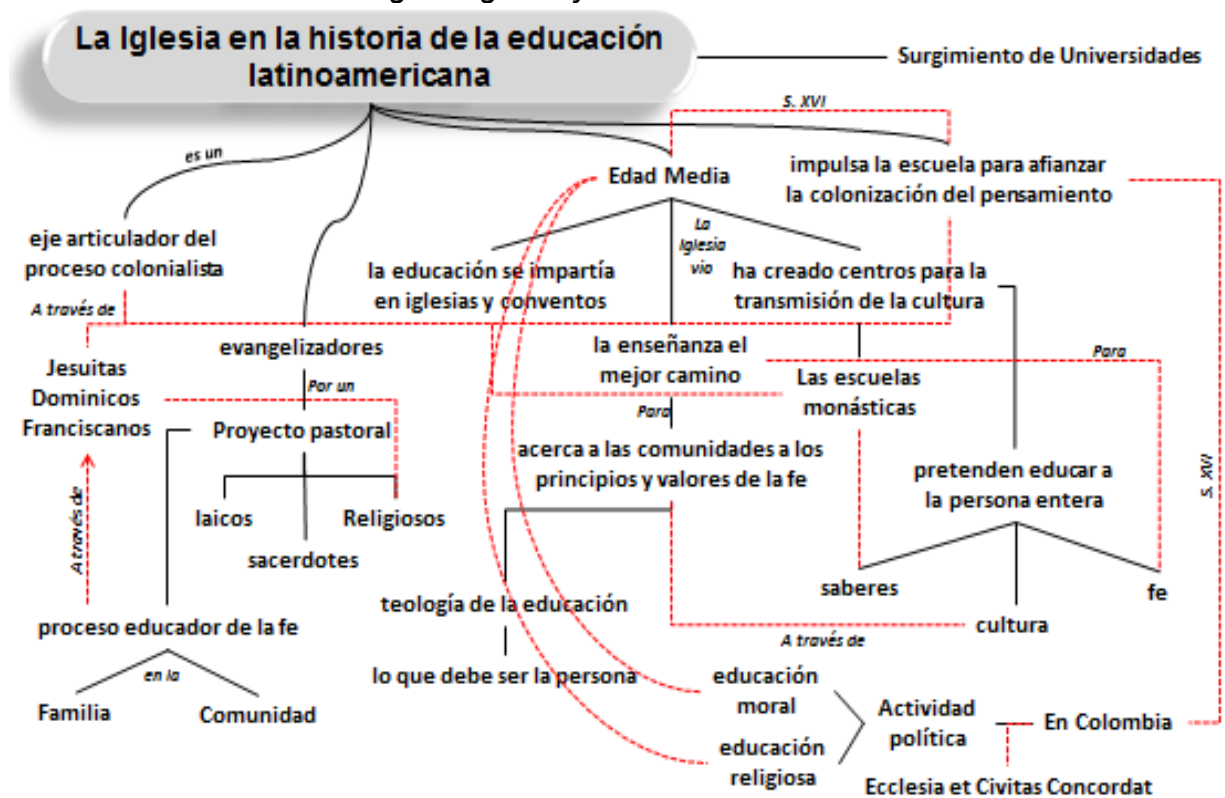 La Iglesia en la historia de la educación
latinoamericana
Surgimiento de Universidades
S. XVI
es un
Edad Media
impulsa la escuela para afianzar
la colonización del pensamiento
eje articulador del
proceso colonialista
La
Iglesia
vio
la educación se impartía
en iglesias y conventos
ha creado centros para la
transmisión de la cultura
A través de
evangelizadores
la enseñanza el
mejor camino
Para
Jesuitas
Dominicos
Franciscanos
Por un
Las escuelas
monásticas
Proyecto pastoral
Para
acerca a las comunidades a los
principios y valores de la fe
pretenden educar a
la persona entera
S. XVI
laicos
Religiosos
sacerdotes
A través de
saberes
fe
teología de la educación
proceso educador de la fe
cultura
A través de
en la
lo que debe ser la persona
educación
moral
Familia
Comunidad
Actividad
política
En Colombia
educación
religiosa
Ecclesia et Civitas Concordat